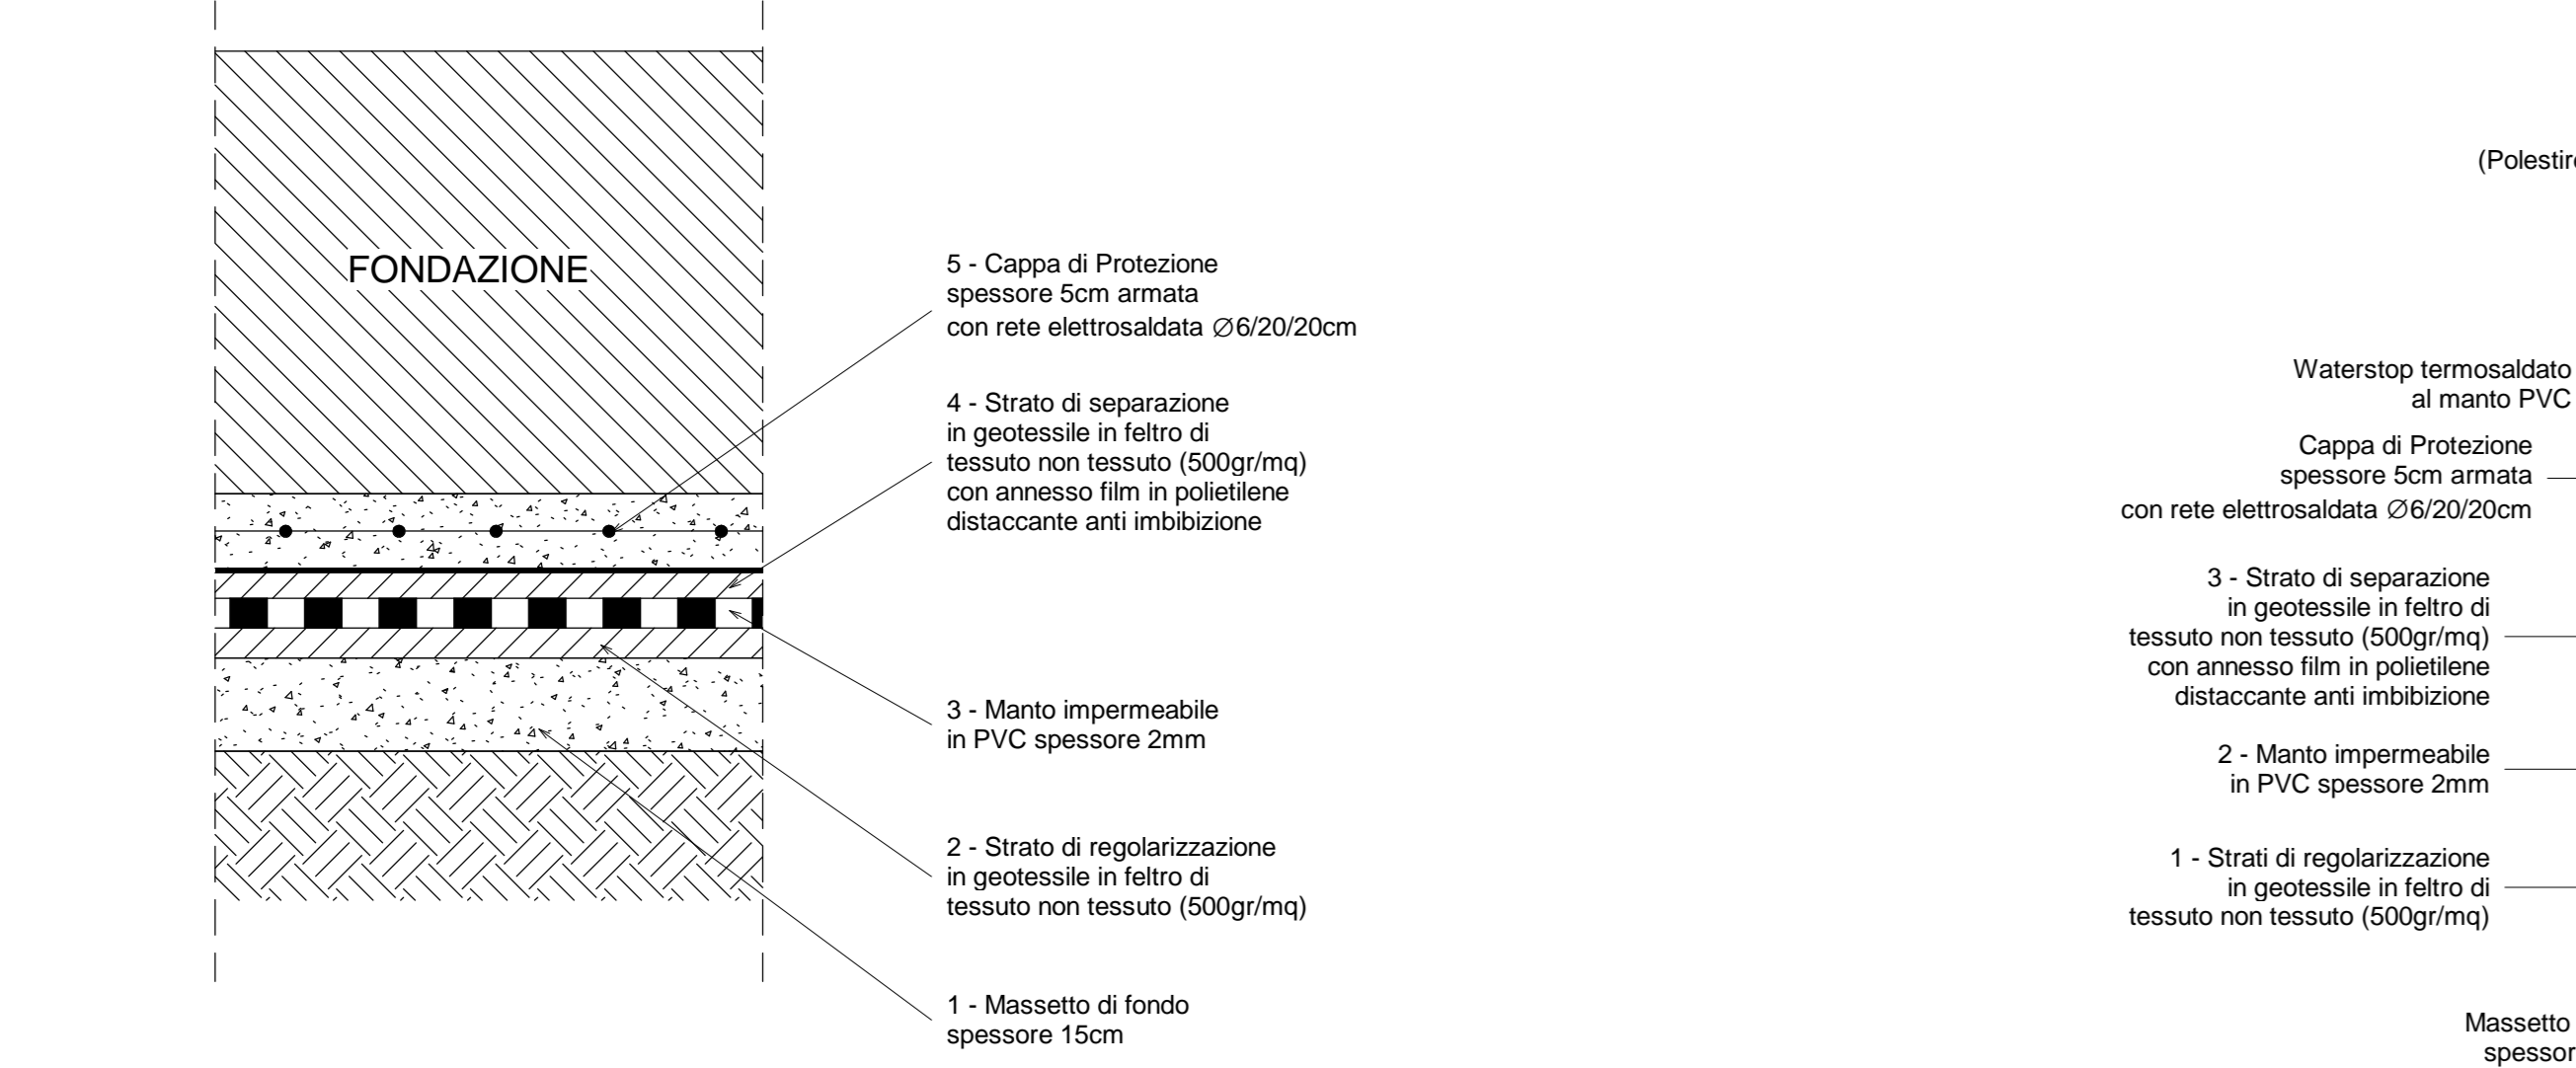 FONDAZIONE
5 - Cappa di Protezione
spessore 5cm armata
con rete elettrosaldata ∅6/20/20cm
4 - Strato di separazione
in geotessile in feltro di
tessuto non tessuto (500gr/mq)
con annesso film in polietilene
distaccante anti imbibizione
3 - Manto impermeabile
in PVC spessore 2mm
2 - Strato di regolarizzazione
in geotessile in feltro di
tessuto non tessuto (500gr/mq)
1 - Massetto di fondo
spessore 15cm
Waterstop termosaldato
al manto PVC
Cappa di Protezione
spessore 5cm armata
con rete elettrosaldata ∅6/20/20cm
3 - Strato di separazione
in geotessile in feltro di
tessuto non tessuto (500gr/mq)
con annesso film in polietilene
distaccante anti imbibizione
2 - Manto impermeabile
in PVC spessore 2mm
1 - Strati di regolarizzazione
in geotessile in feltro di
tessuto non tessuto (500gr/mq)
Massetto